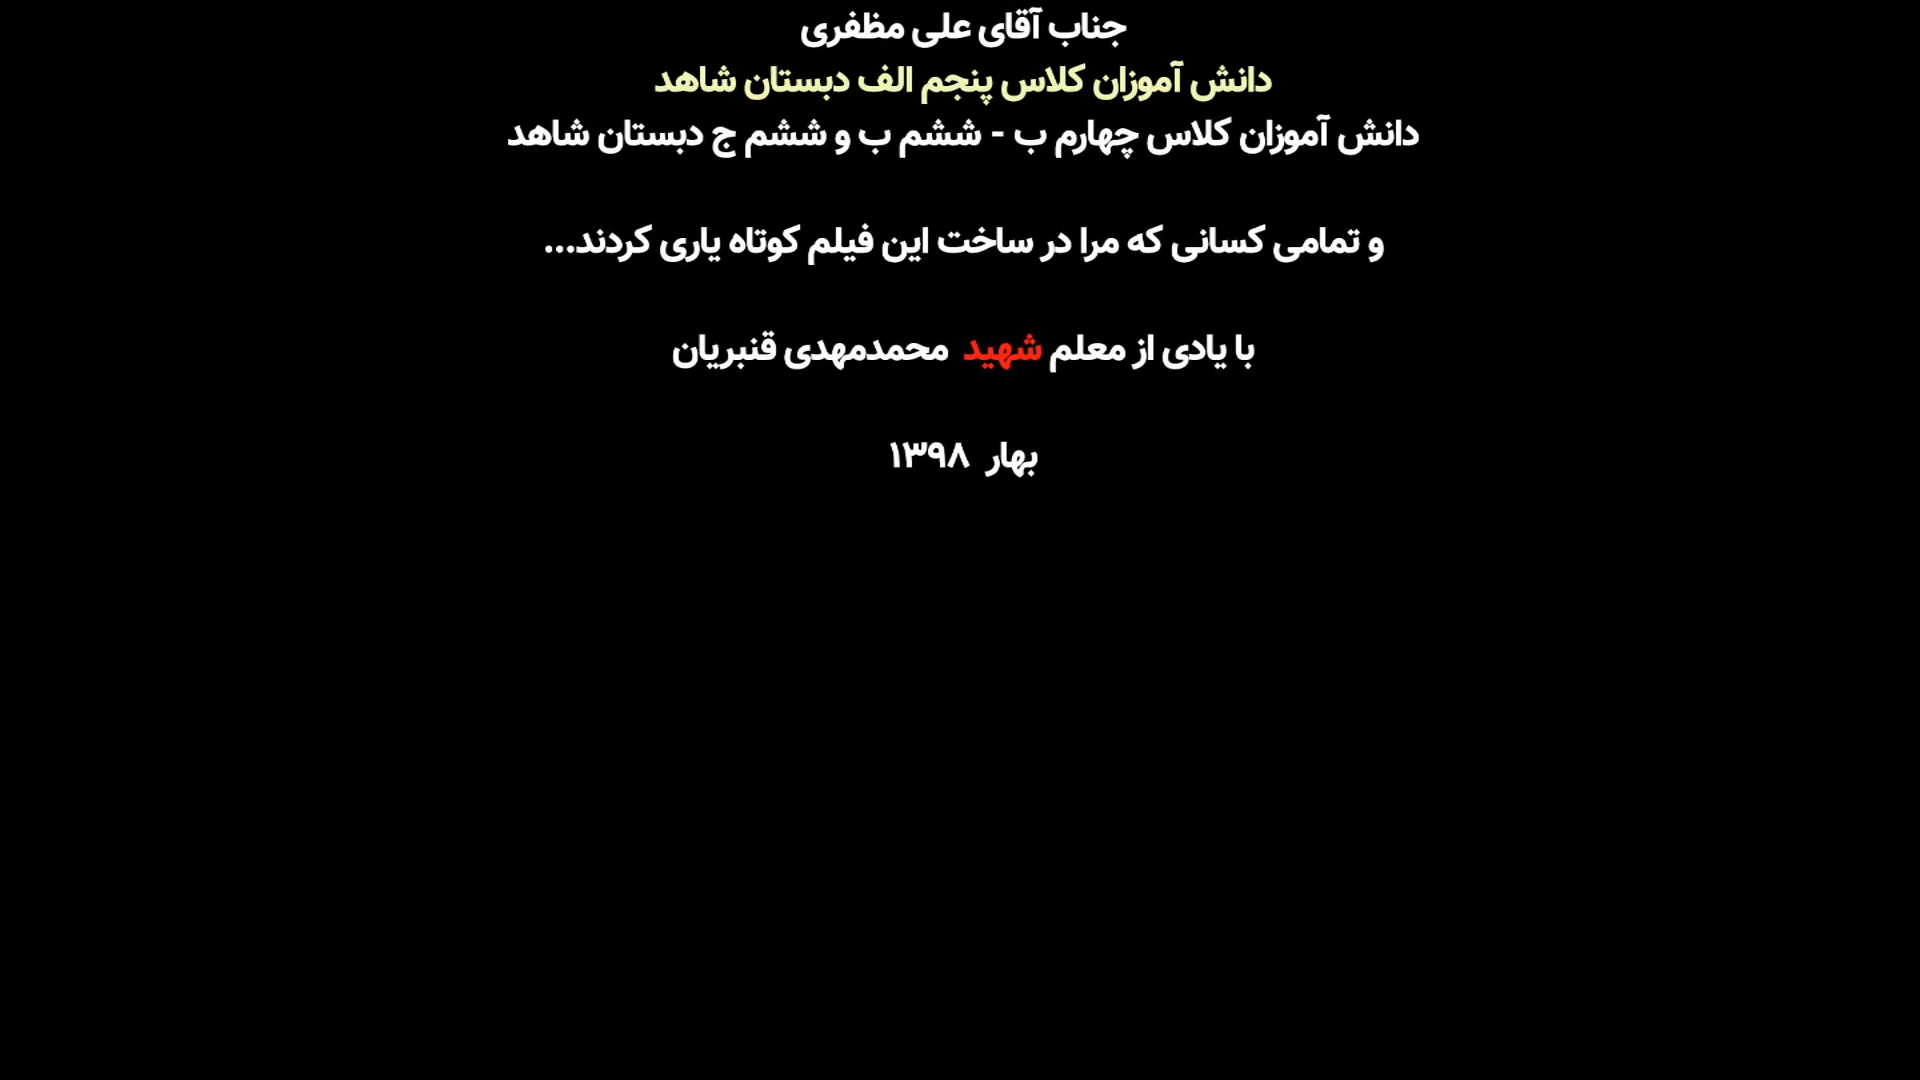 جناب آقای علی مظفری
دانش آموزان کلاس پنجم الف دبستان شاهد
دانش آموزان کلاس چهارم ب - ششم ب و ششم ج دبستان شاهد
و تمامی کسانی که مرا در ساخت این فیلم کوتاه یاری کردند...
با یادی از معلم شهید محمدمهدی قنبریان
بهار ۱۳۹۸